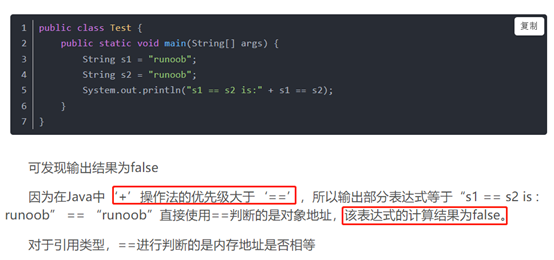 复制
1 public class Test {
2 public static void main(String[] args) {
3 String s1 = "runoob";
4 String s2 = "runoob";
5 System.out.println("s1 == s2 is:" + s1 == s2);
6 }
7 }
可发现输出结果为false
因为在Java中‘+’操作法的优先级大于‘==’，所以输出部分表达式等于“s1 == s2 is :
runoob” == “runoob”直接使用==判断的是对象地址，该表达式的计算结果为false。
对于引用类型，==进行判断的是内存地址是否相等